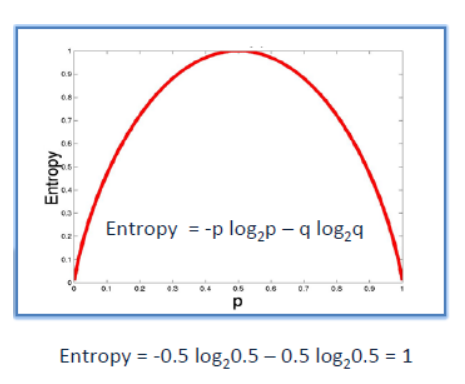 1
0.9
0.8
0.7
0.6
0.5
0.4
0.3
0.2
0.1
0
Entropy
Entropy = -p log₂p – q log₂q
0 0.1 0.2 0.3 0.4 0.5 0.6 0.7 0.8 0.9 1
p
Entropy = -0.5 log₂0.5 – 0.5 log₂0.5 = 1